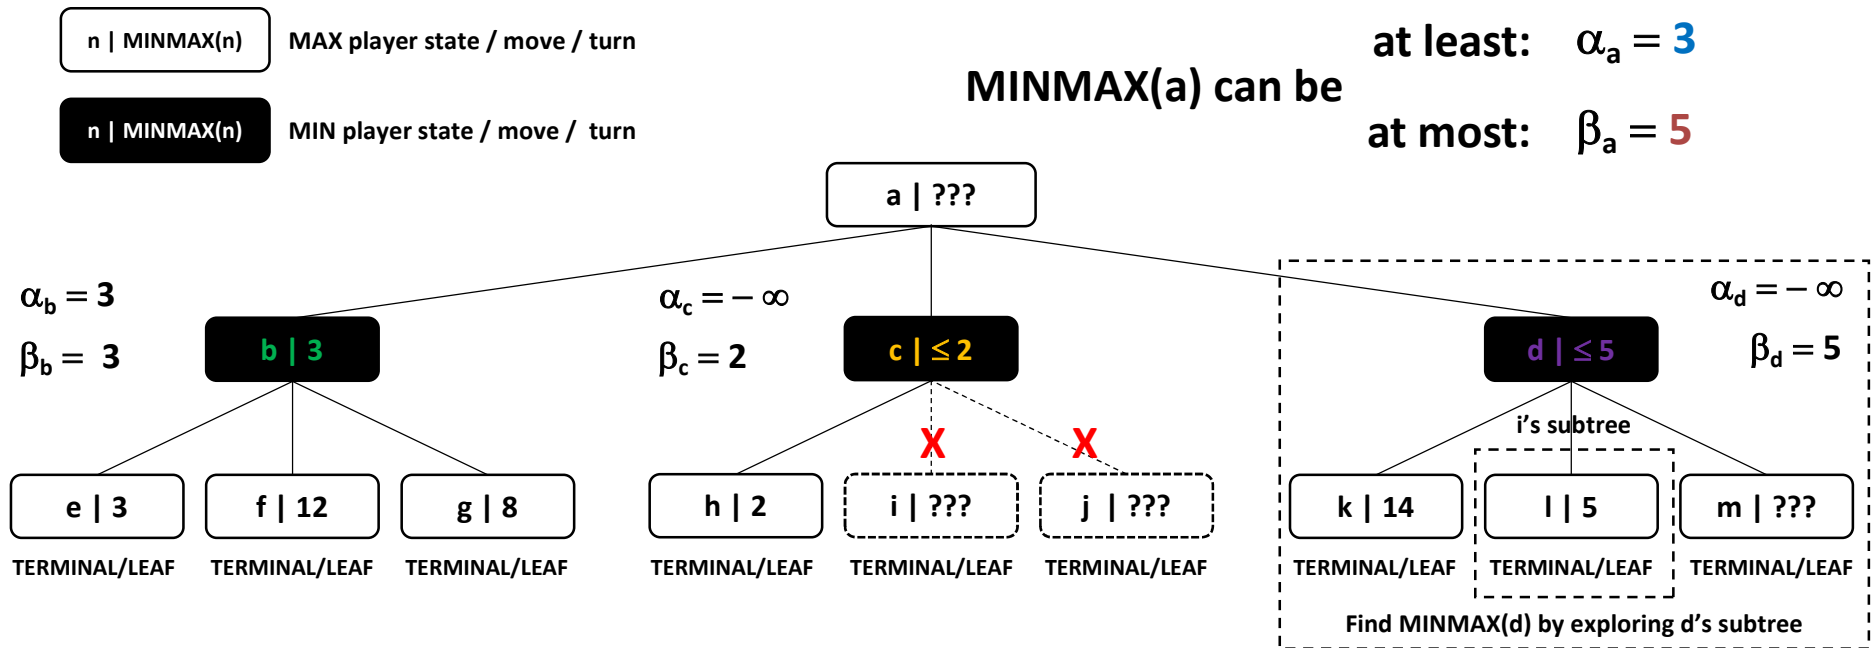 n | MINMAX(n) MAX player state / move / turn
n | MINMAX(n) MIN player state / move / turn
MINMAX(a) can be
at least: αa = 3
at most: βa = 5
a | ???
αb = 3
βb = 3
b | 3
αc = − ∞
βc = 2
c | ≤ 2
αd = − ∞
βd = 5
d | ≤ 5
X X
i's subtree
e | 3 f | 12 g | 8 h | 2 i | ??? j | ??? k | 14 l | 5 m | ???
TERMINAL/LEAF TERMINAL/LEAF TERMINAL/LEAF TERMINAL/LEAF TERMINAL/LEAF TERMINAL/LEAF TERMINAL/LEAF TERMINAL/LEAF TERMINAL/LEAF
Find MINMAX(d) by exploring d's subtree